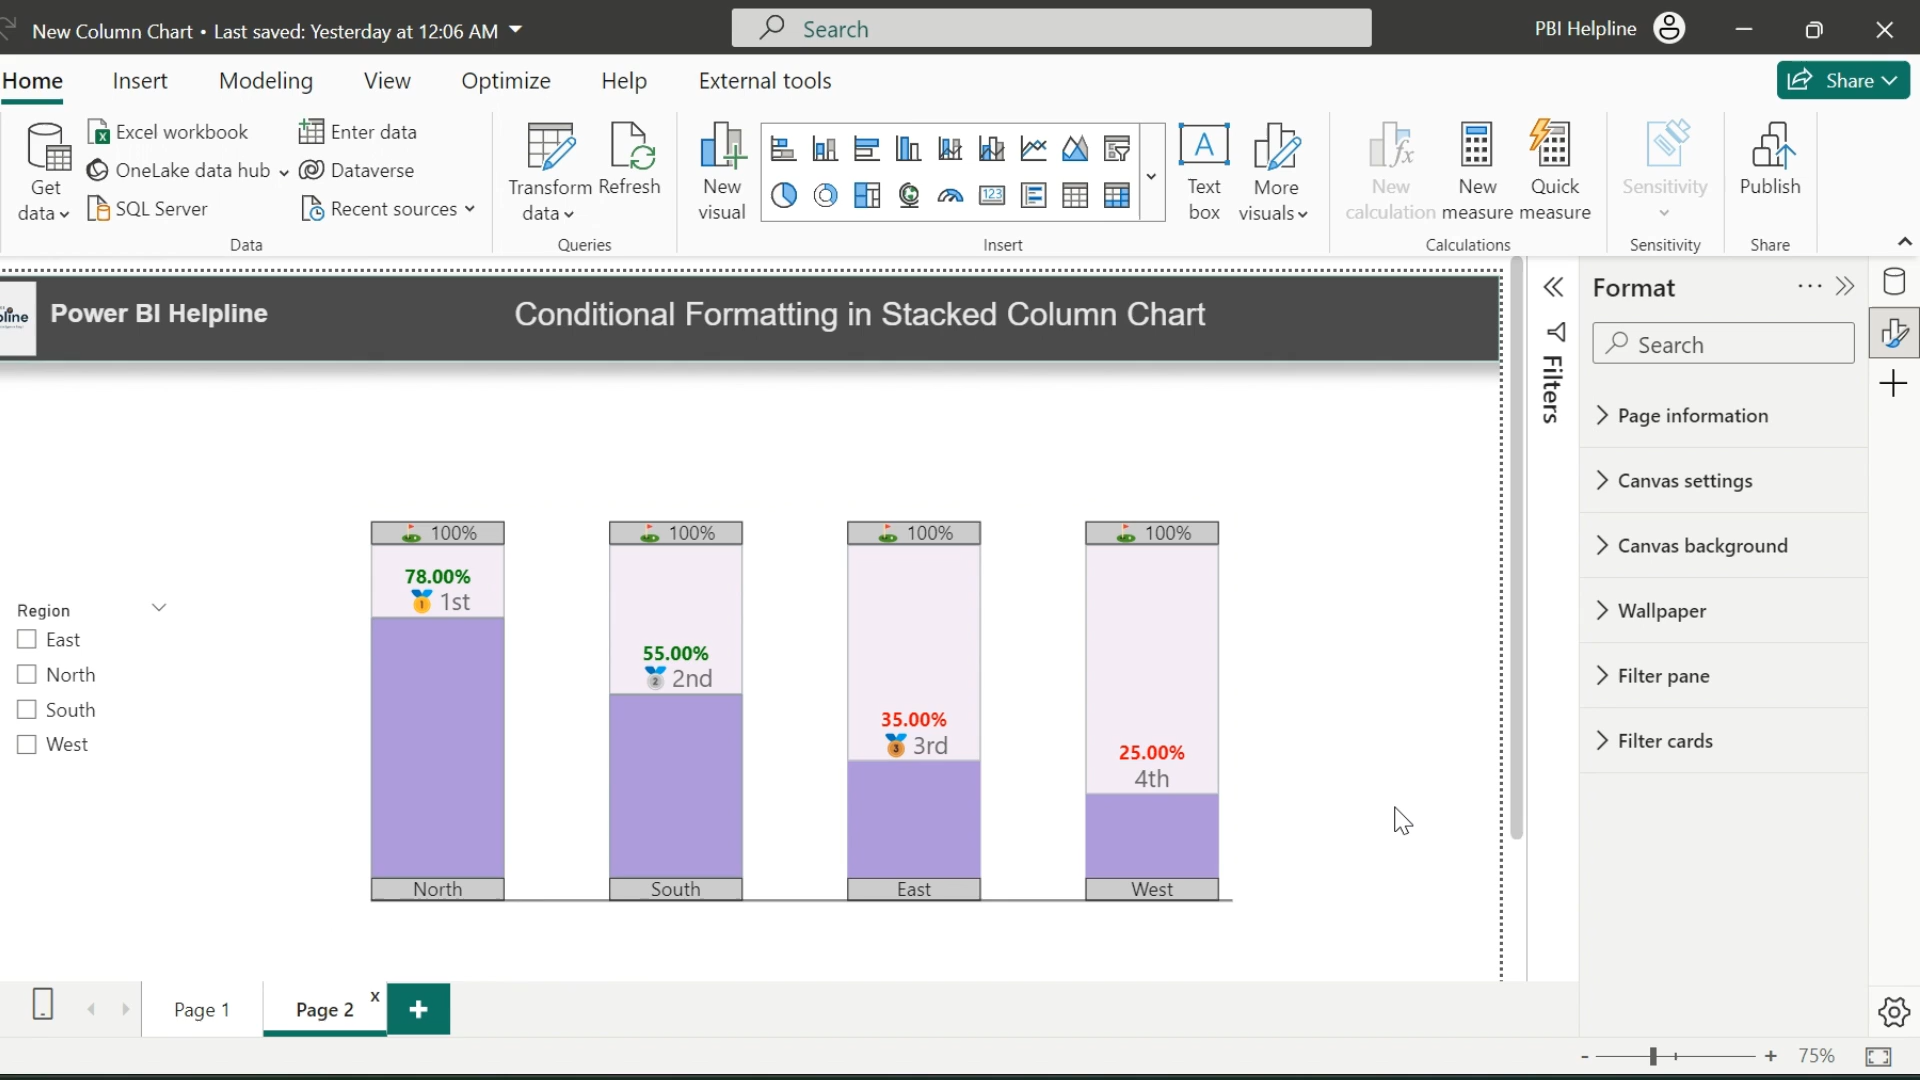 New Column Chart • Last saved: Yesterday at 12:06 AM
Search
PBI Helpline
Home
Insert
Modeling
View
Optimize
Help
External tools
Share
Get data
Excel workbook
OneLake data hub
SQL Server
Enter data
Dataverse
Recent sources
Data
Transform data
Refresh
Queries
New visual
Insert
Text box
More visuals
New calculation
New measure
Quick measure
Calculations
Sensitivity
Sensitivity
Publish
Share
Power BI Helpline
Conditional Formatting in Stacked Column Chart
Region
East
North
South
West
100%
78.00%
1st
North
100%
55.00%
2nd
South
100%
35.00%
3rd
East
100%
25.00%
4th
West
Filters
Format
Search
Page information
Canvas settings
Canvas background
Wallpaper
Filter pane
Filter cards
Page 1
Page 2
75%